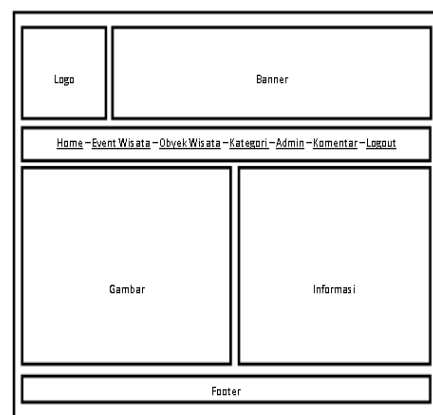 Logo
Banner
Home – Event Wisata – Obyek Wisata – Kategori – Admin – Komentar – Logout
Gambar
Informasi
Footer